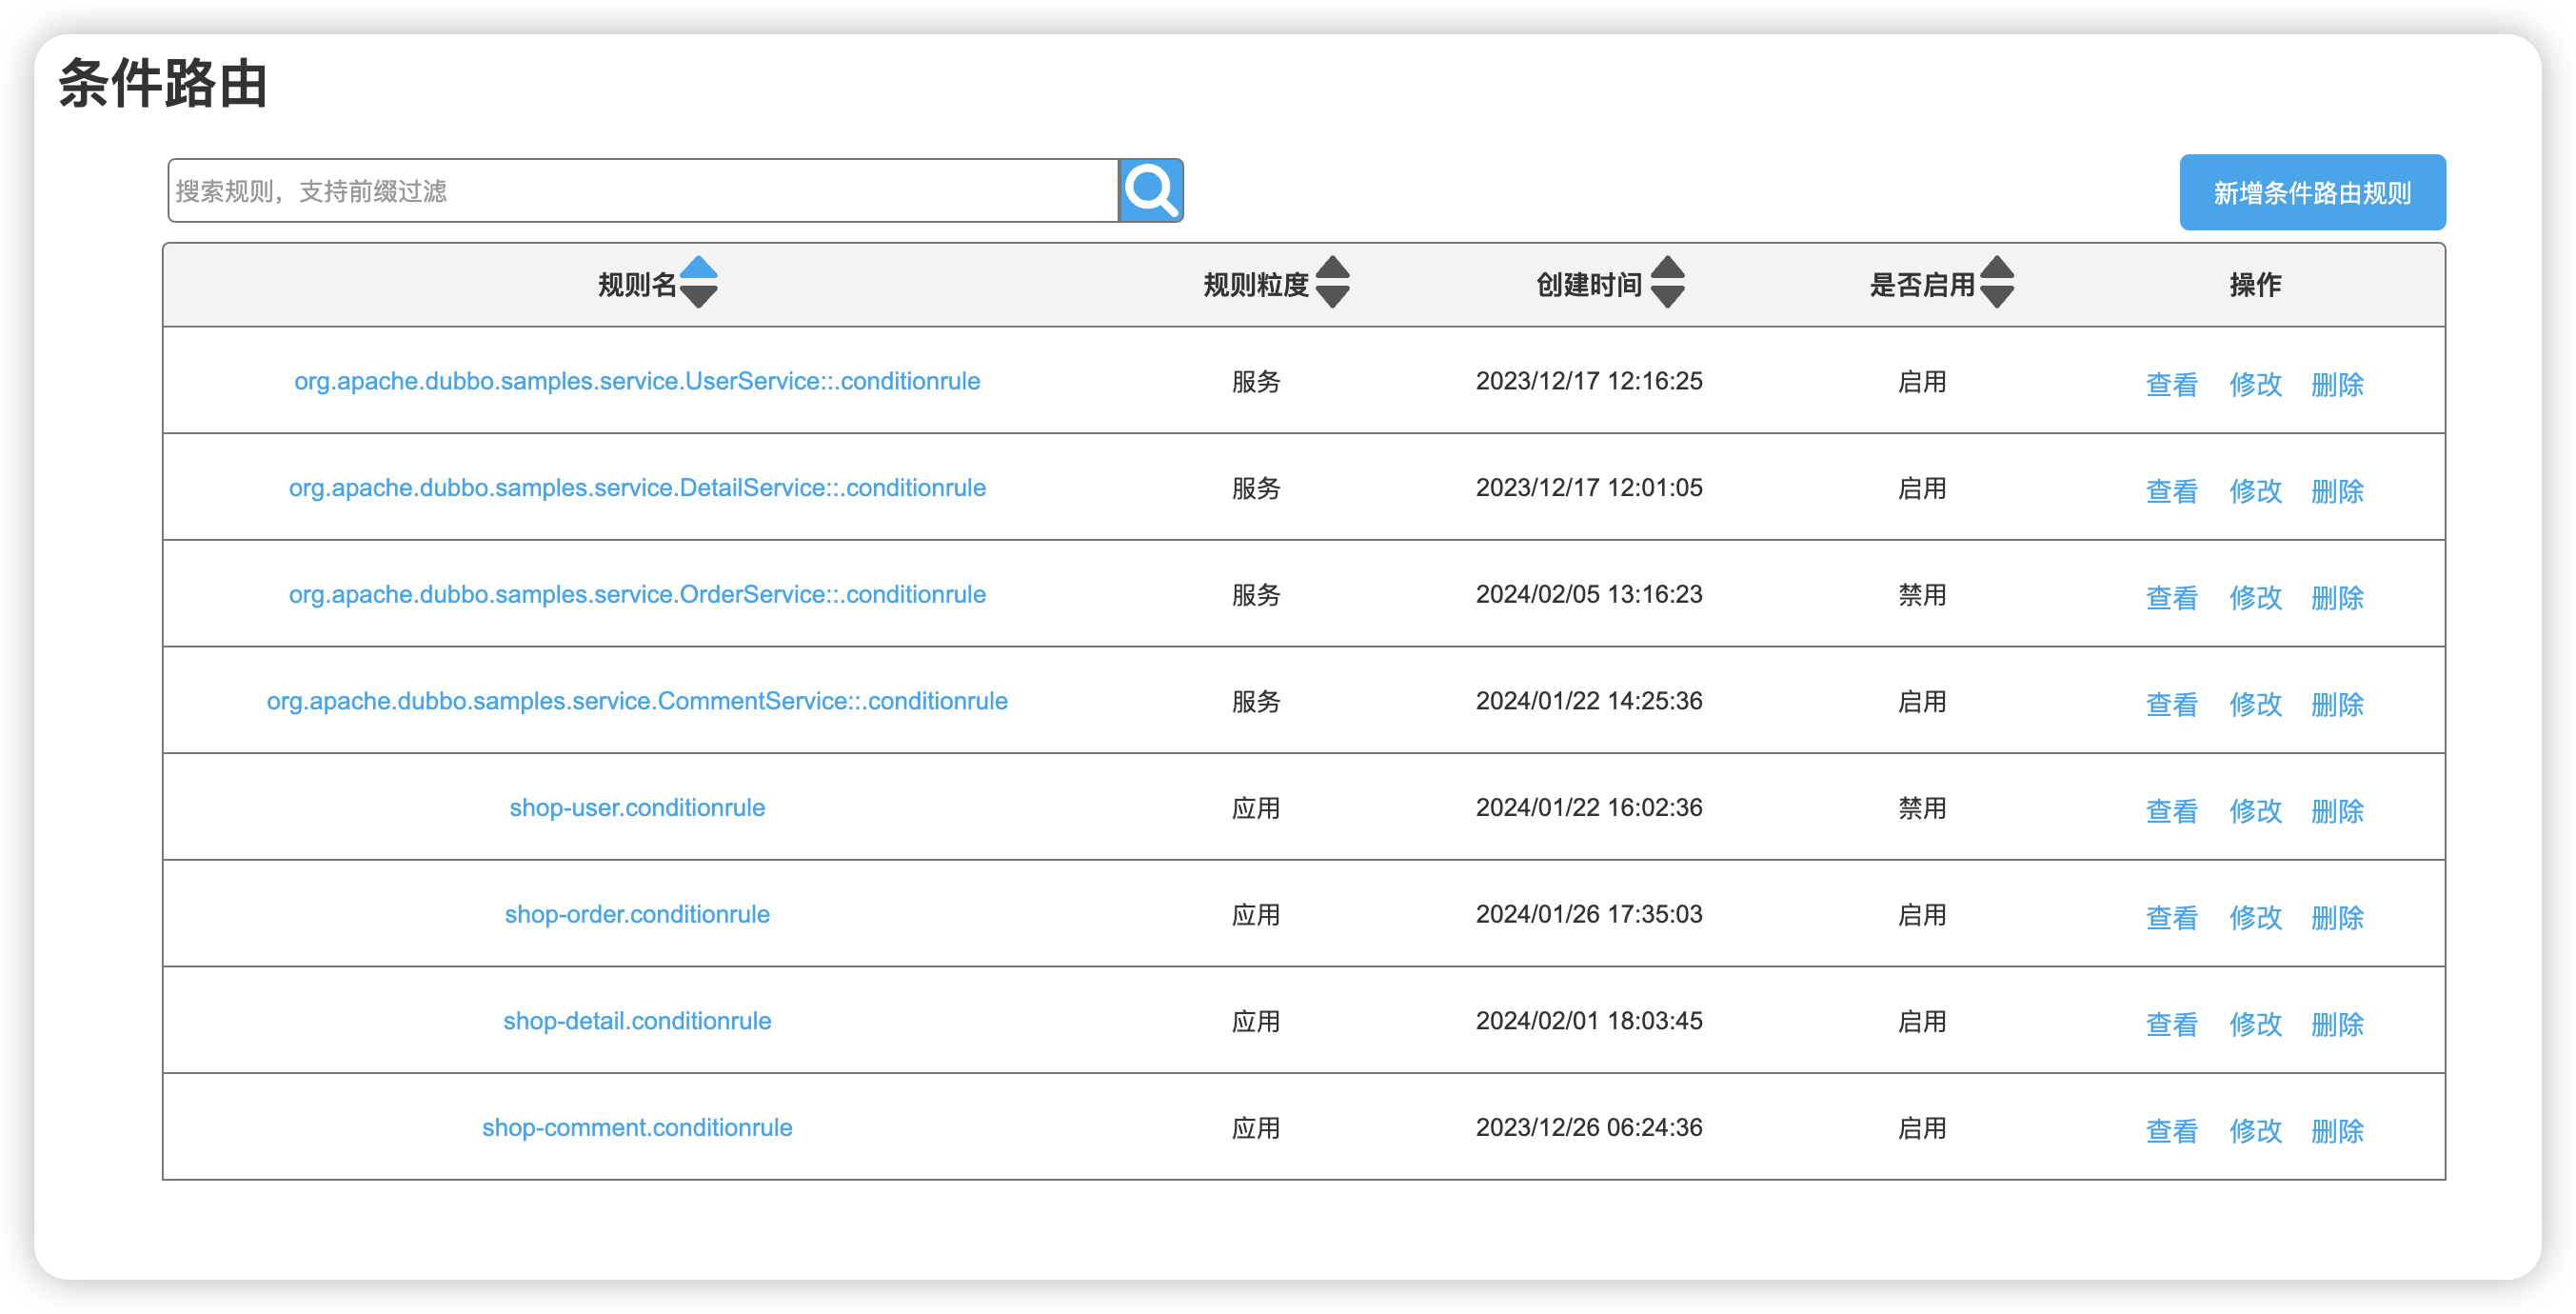 条件路由
搜索规则，支持前缀过滤
新增条件路由规则
规则名 规则粒度 创建时间 是否启用 操作
org.apache.dubbo.samples.service.UserService::.conditionrule 服务 2023/12/17 12:16:25 启用 查看 修改 删除
org.apache.dubbo.samples.service.DetailService::.conditionrule 服务 2023/12/17 12:01:05 启用 查看 修改 删除
org.apache.dubbo.samples.service.OrderService::.conditionrule 服务 2024/02/05 13:16:23 禁用 查看 修改 删除
org.apache.dubbo.samples.service.CommentService::.conditionrule 服务 2024/01/22 14:25:36 启用 查看 修改 删除
shop-user.conditionrule 应用 2024/01/22 16:02:36 禁用 查看 修改 删除
shop-order.conditionrule 应用 2024/01/26 17:35:03 启用 查看 修改 删除
shop-detail.conditionrule 应用 2024/02/01 18:03:45 启用 查看 修改 删除
shop-comment.conditionrule 应用 2023/12/26 06:24:36 启用 查看 修改 删除